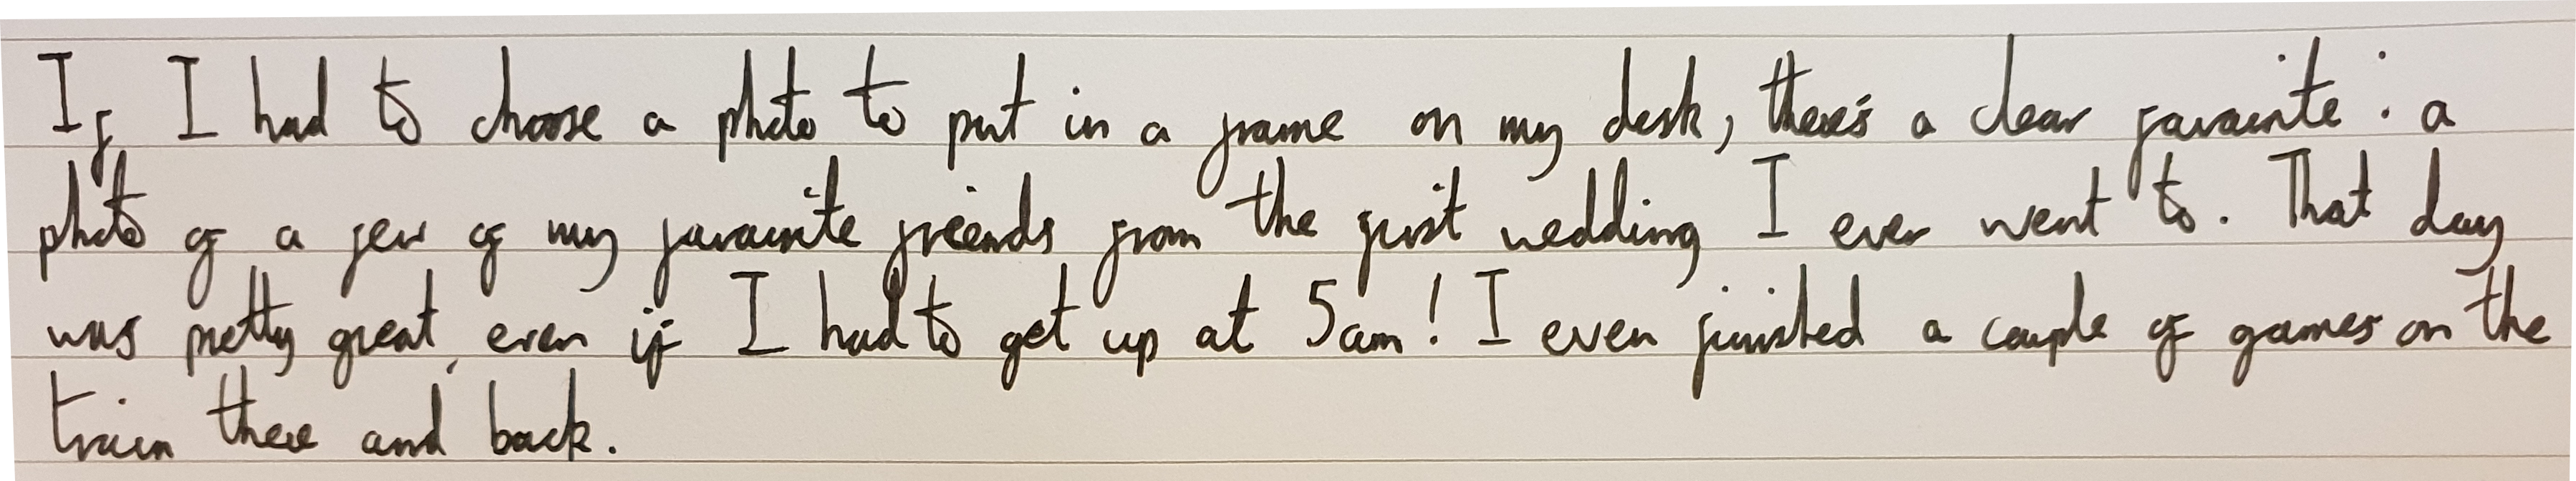 If I had to choose a photo to put in a frame on my desk, there's a clear favourite: a
photo of a few of my favourite friends from the first wedding I ever went to. That day
was pretty great, even if I had to get up at 5am! I even finished a couple of games on the
train there and back.